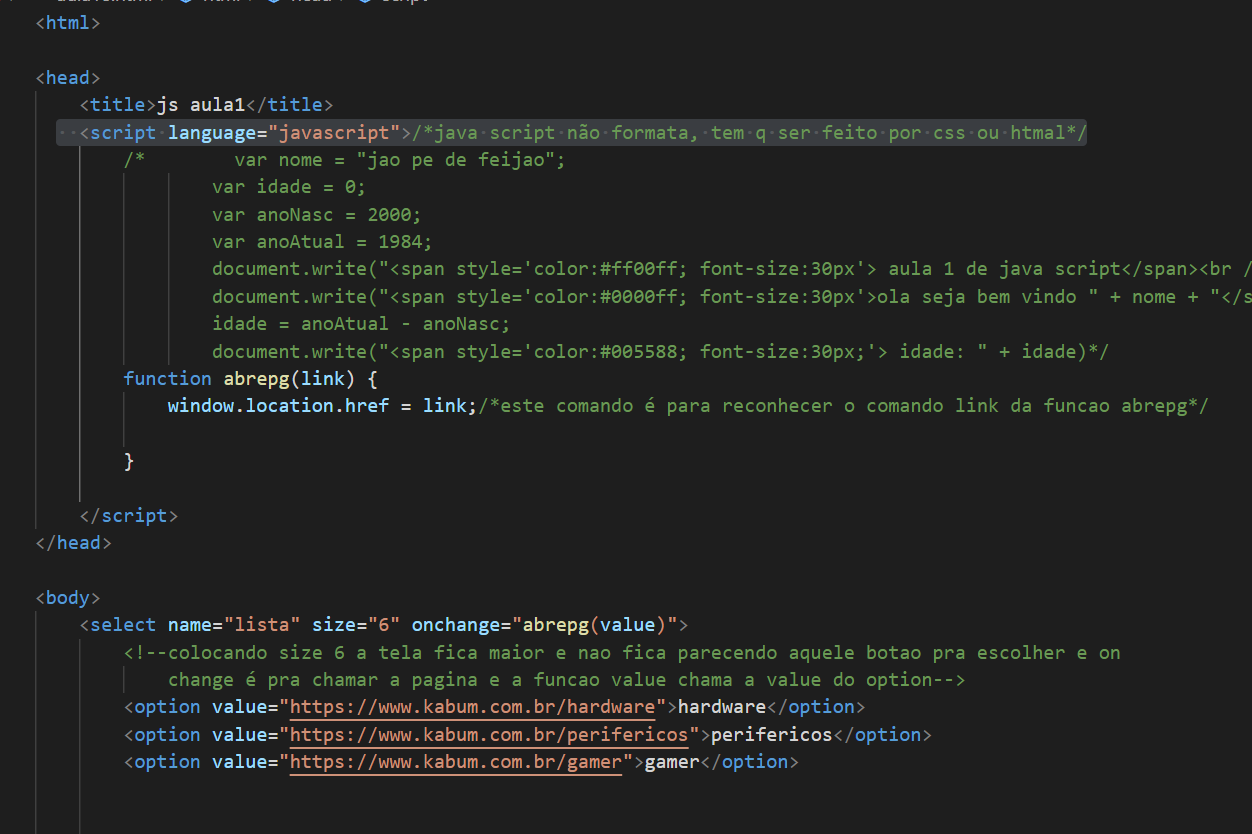 <html>
<head>
<title>js aula1</title>
<script language="javascript">/*java script não formata, tem q ser feito por css ou htmal*/
/* var nome = "jao pe de feijao";
var idade = 0;
var anoNasc = 2000;
var anoAtual = 1984;
document.write("<span style='color:#ff00ff; font-size:30px'> aula 1 de java script</span><br /
document.write("<span style='color:#0000ff; font-size:30px'>ola seja bem vindo " + nome + "</s
idade = anoAtual - anoNasc;
document.write("<span style='color:#005588; font-size:30px;'> idade: " + idade)*/
function abrepg(link) {
window.location.href = link;/*este comando é para reconhecer o comando link da funcao abrepg*/
}
</script>
</head>
<body>
<select name="lista" size="6" onchange="abrepg(value)">
<!--colocando size 6 a tela fica maior e nao fica parecendo aquele botao pra escolher e on
change é pra chamar a pagina e a funcao value chama a value do option-->
<option value="https://www.kabum.com.br/hardware">hardware</option>
<option value="https://www.kabum.com.br/perifericos">perifericos</option>
<option value="https://www.kabum.com.br/gamer">gamer</option>